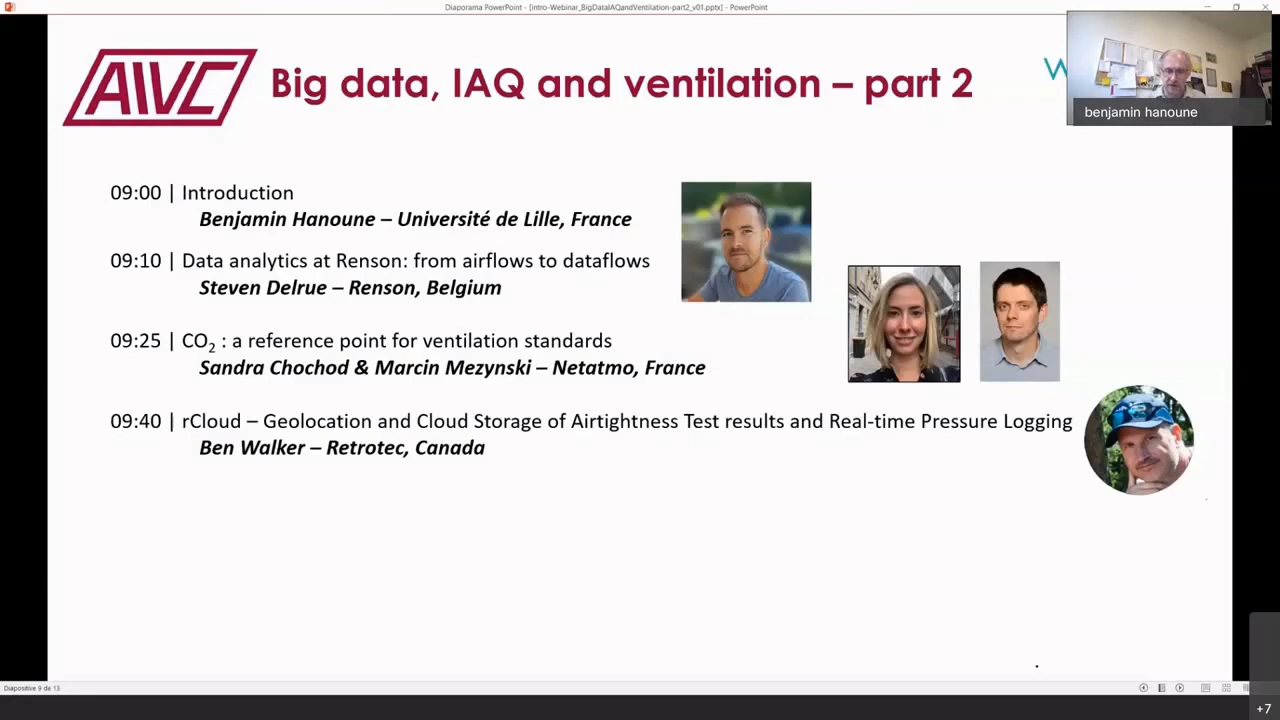 Diaporama PowerPoint - [intro-Webinar_BigDataIAQandVentilation-part2_v01.pptx] - PowerPoint
AIVC
Big data, IAQ and ventilation – part 2
W
benjamin hanoune
09:00 | Introduction
Benjamin Hanoune – Université de Lille, France
09:10 | Data analytics at Renson: from airflows to dataflows
Steven Delrue – Renson, Belgium
09:25 | CO2 : a reference point for ventilation standards
Sandra Chochod & Marcin Mezynski – Netatmo, France
09:40 | rCloud – Geolocation and Cloud Storage of Airtightness Test results and Real-time Pressure Logging
Ben Walker – Retrotec, Canada
Diapositive 9 de 13
+7